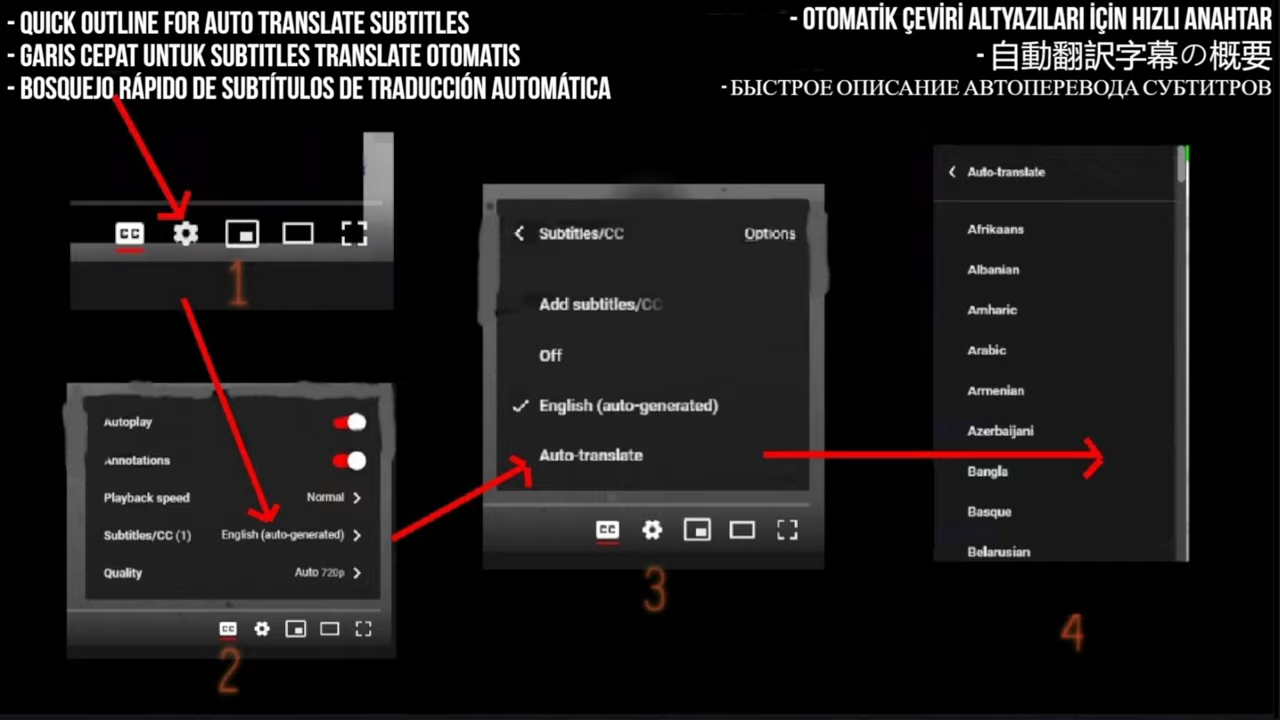 - QUICK OUTLINE FOR AUTO TRANSLATE SUBTITLES
- GARIS CEPAT UNTUK SUBTITLES TRANSLATE OTOMATIS
- BOSQUEJO RÁPIDO DE SUBTÍTULOS DE TRADUCCIÓN AUTOMÁTICA
- OTOMATİK ÇEVİRİ ALTYAZILARI İÇİN HIZLI ANAHTAR
- 自動翻訳字幕の概要
- БЫСТРОЕ ОПИСАНИЕ АВТОПЕРЕВОДА СУБТИТРОВ
CC
1
Autoplay
Annotations
Playback speed Normal
Subtitles/CC (1) English (auto-generated)
Quality Auto 720p
CC
2
Subtitles/CC Options
Add subtitles/CC
Off
English (auto-generated)
Auto-translate
CC
3
Auto-translate
Afrikaans
Albanian
Amharic
Arabic
Armenian
Azerbaijani
Bangla
Basque
Belarusian
4